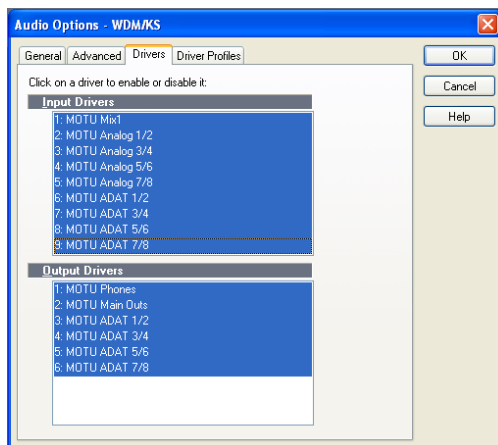 Audio Options - WDM/KS
General Advanced Drivers Driver Profiles
OK
Click on a driver to enable or disable it:
Cancel
Input Drivers
Help
1: MOTU Mix1
2: MOTU Analog 1/2
3: MOTU Analog 3/4
4: MOTU Analog 5/6
5: MOTU Analog 7/8
6: MOTU ADAT 1/2
7: MOTU ADAT 3/4
8: MOTU ADAT 5/6
9: MOTU ADAT 7/8
Output Drivers
1: MOTU Phones
2: MOTU Main Outs
3: MOTU ADAT 1/2
4: MOTU ADAT 3/4
5: MOTU ADAT 5/6
6: MOTU ADAT 7/8